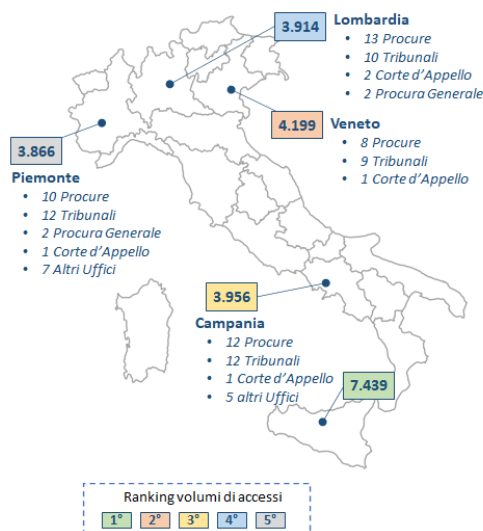 3.914
Lombardia
• 13 Procure
• 10 Tribunali
• 2 Corte d'Appello
• 2 Procura Generale
4.199
Veneto
• 8 Procure
• 9 Tribunali
• 1 Corte d'Appello
3.866
Piemonte
• 10 Procure
• 12 Tribunali
• 2 Procura Generale
• 1 Corte d'Appello
• 7 Altri Uffici
3.956
Campania
• 12 Procure
• 12 Tribunali
• 1 Corte d'Appello
• 5 altri Uffici
7.439
Ranking volumi di accessi
1° 2° 3° 4° 5°